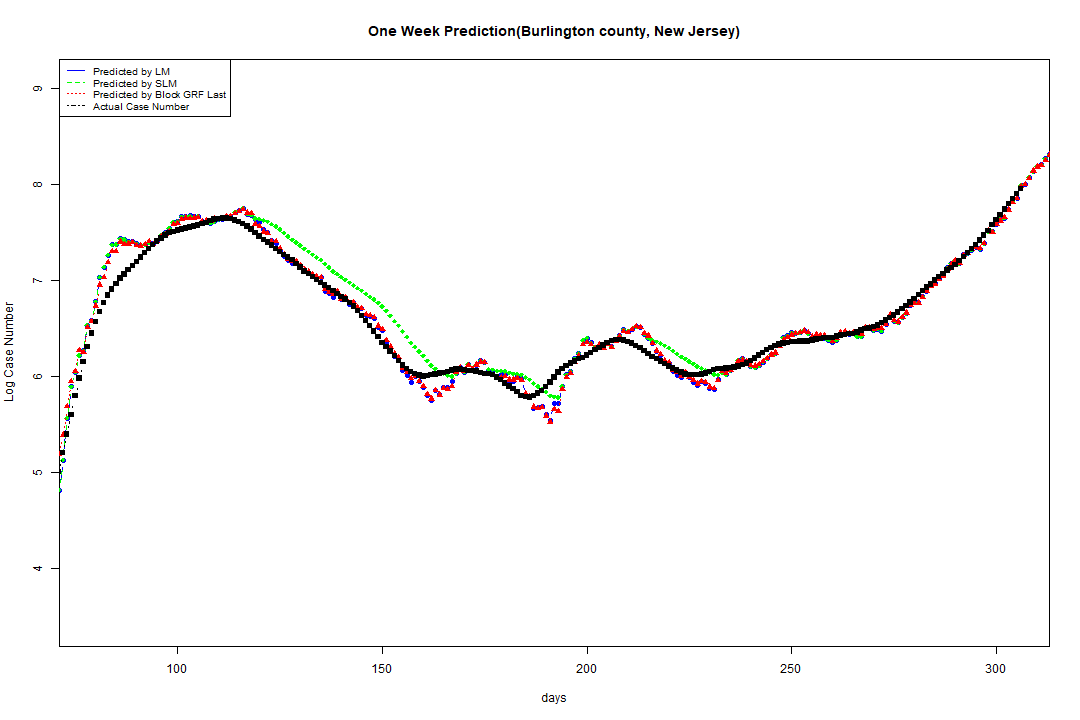 One Week Prediction(Burlington county, New Jersey)
Predicted by LM
Predicted by SLM
Predicted by Block GRF Last
Actual Case Number
Log Case Number
9
8
7
6
5
4
100 150 200 250 300
days